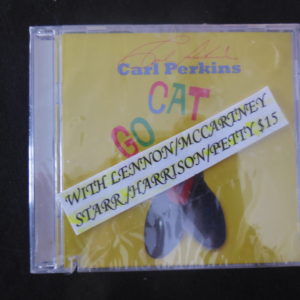 Carl Perkins
GO
CAT
WITH LENNON/MCCARTNEY
STARR/HARRISON/PETTY $15